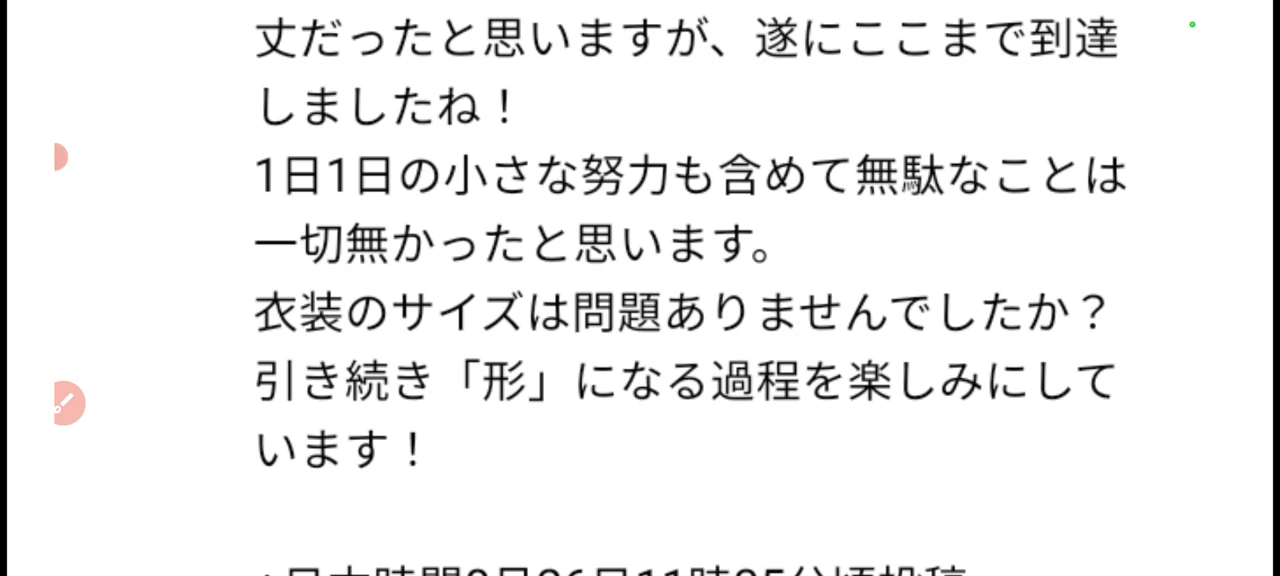 丈だったと思いますが、遂にここまで到達
しましたね！
1日1日の小さな努力も含めて無駄なことは
一切無かったと思います。
衣装のサイズは問題ありませんでしたか？
引き続き「形」になる過程を楽しみにして
います！